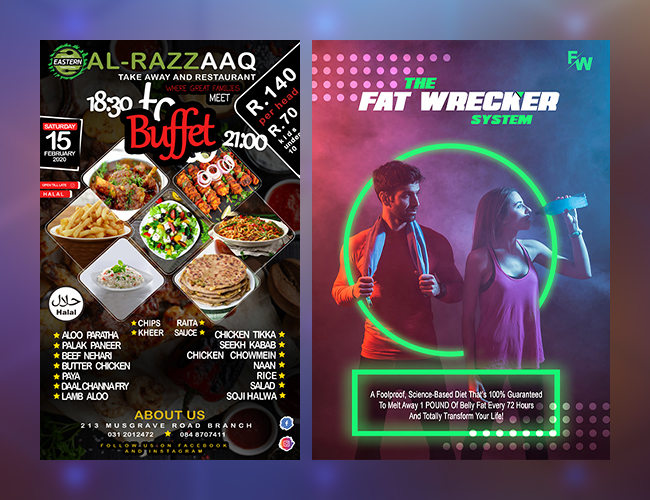 EASTERN
AL-RAZZAAQ
TAKE AWAY AND RESTAURANT
WHERE GREAT FAMILIES
MEET
18:30 to
Buffet
21:00
R.140
per head
R.70
kids
under
10
SATURDAY
15
FEBRUARY
2020
OPEN TILL LATE
HALAL
حلال
Halal
CHIPS RAITA
KHEER SAUCE
ALOO PARATHA
PALAK PANEER
BEEF NEHARI
BUTTER CHICKEN
PAYA
DAAL CHANNA FRY
LAMB ALOO
CHICKEN TIKKA
SEEKH KABAB
CHICKEN CHOWMEIN
NAAN
RICE
SALAD
SOJI HALWA
ABOUT US
213 MUSGRAVE ROAD BRANCH
031 2012472 084 8707411
FOLLOW US ON FACEBOOK
AND INSTAGRAM
F/W
THE
FAT WRECKER
SYSTEM
A Foolproof, Science-Based Diet That's 100% Guaranteed
To Melt Away 1 POUND Of Belly Fat Every 72 Hours
And Totally Transform Your Life!